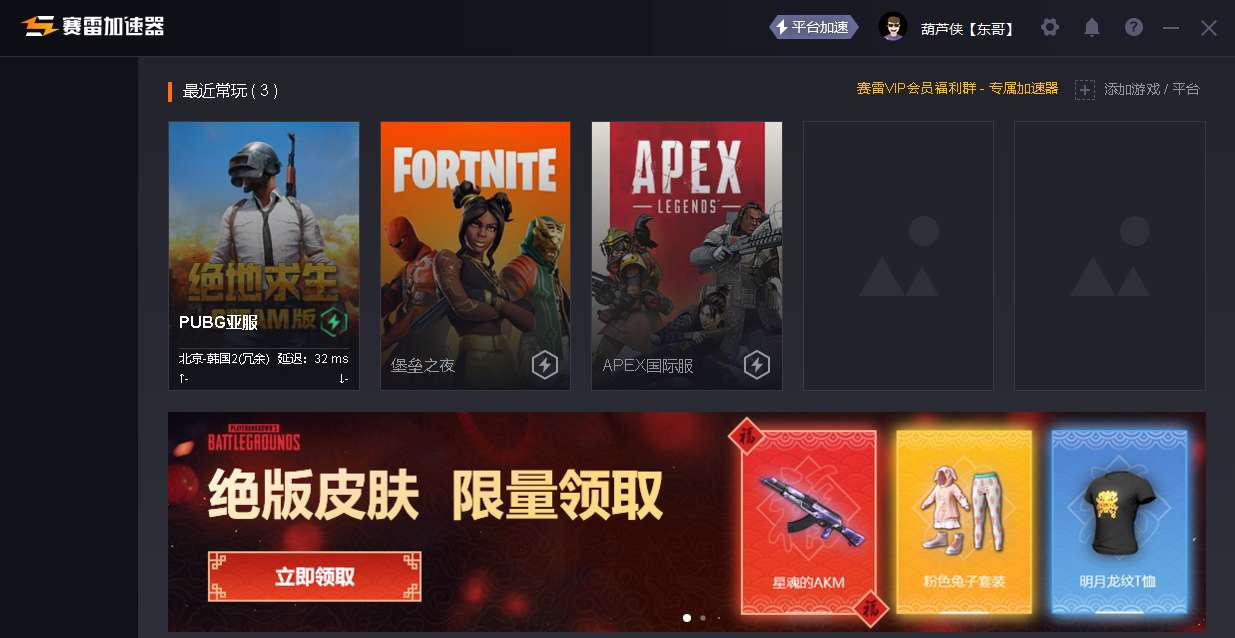 赛雷加速器
平台加速
葫芦侠【东哥】
最近常玩 ( 3 )
赛雷VIP会员福利群 - 专属加速器
添加游戏 / 平台
绝地求生
STEAM版
PUBG亚服
北京-韩国2(冗余) 延迟：32 ms
↑-
↓-
FORTNITE
堡垒之夜
APEX
LEGENDS
APEX国际服
PLAYERUNKNOWN'S
BATTLEGROUNDS
绝版皮肤 限量领取
立即领取
福
星魂的AKM
福
粉色兔子套装
明月龙纹T恤